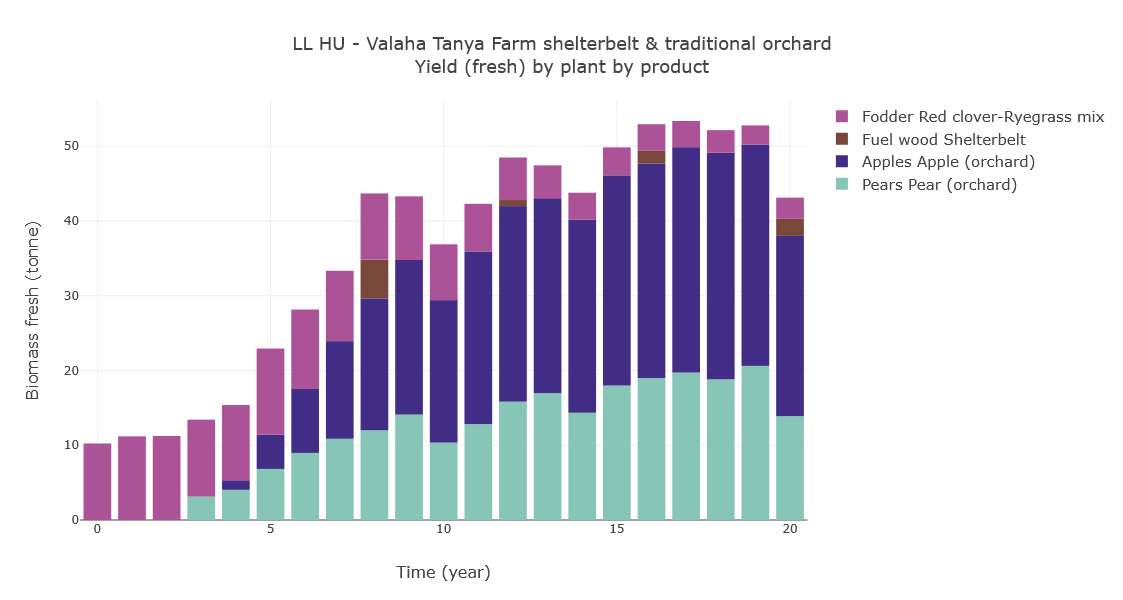 LL HU - Valaha Tanya Farm shelterbelt & traditional orchard
Yield (fresh) by plant by product
Fodder Red clover-Ryegrass mix
Fuel wood Shelterbelt
Apples Apple (orchard)
Pears Pear (orchard)
Biomass fresh (tonne)
50
40
30
20
10
0
0 5 10 15 20
Time (year)